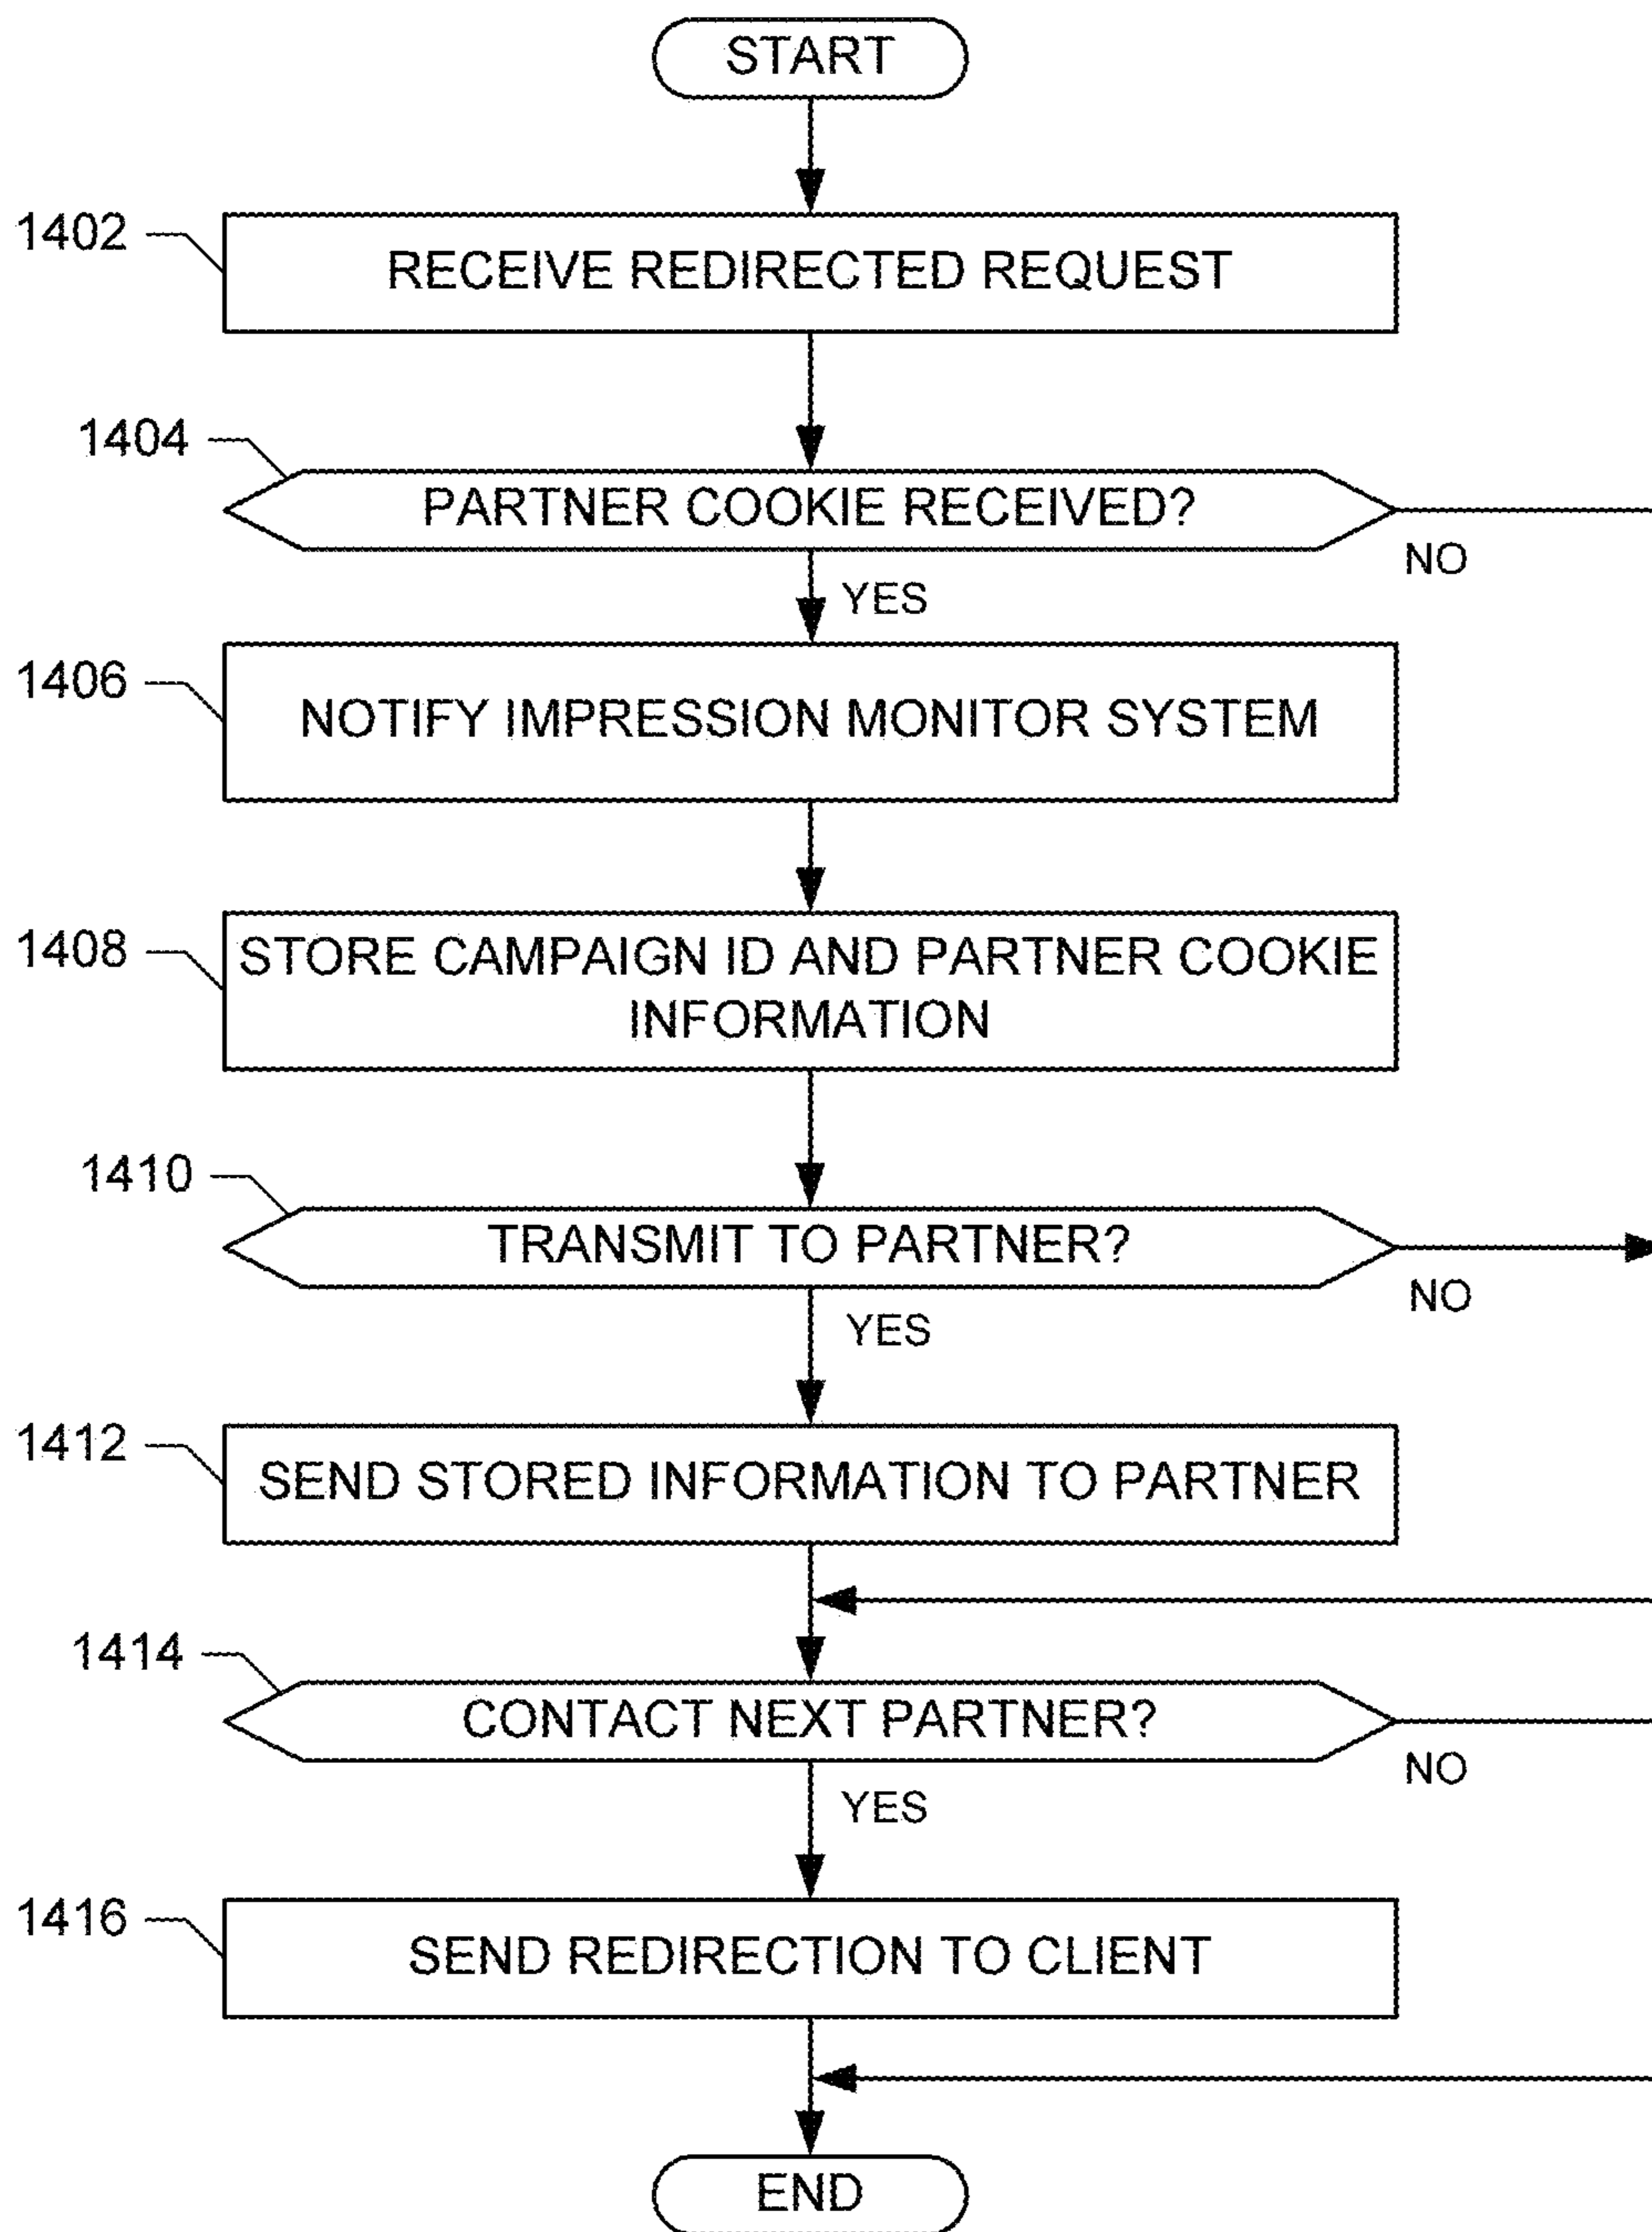 START
1402
RECEIVE REDIRECTED REQUEST
1404
PARTNER COOKIE RECEIVED?
NO
YES
1406
NOTIFY IMPRESSION MONITOR SYSTEM
1408
STORE CAMPAIGN ID AND PARTNER COOKIE
INFORMATION
1410
TRANSMIT TO PARTNER?
NO
YES
1412
SEND STORED INFORMATION TO PARTNER
1414
CONTACT NEXT PARTNER?
NO
YES
1416
SEND REDIRECTION TO CLIENT
END